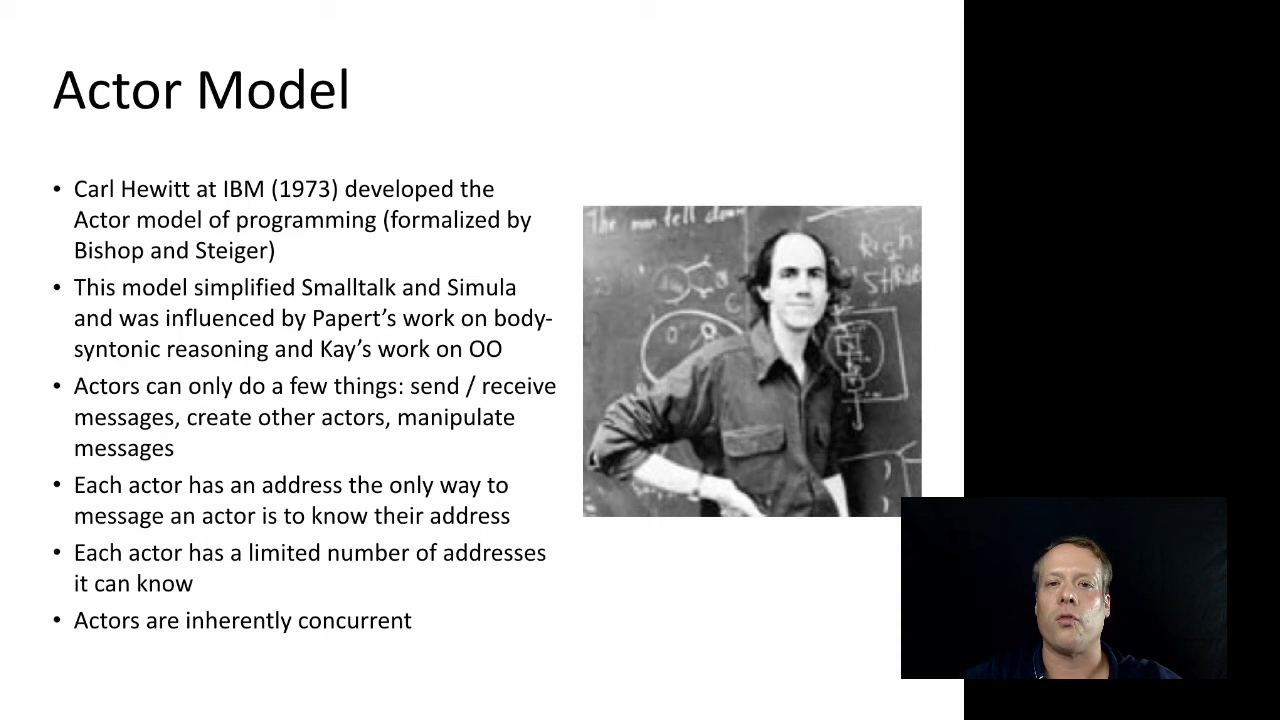 Actor Model
• Carl Hewitt at IBM (1973) developed the
Actor model of programming (formalized by
Bishop and Steiger)
• This model simplified Smalltalk and Simula
and was influenced by Papert’s work on body-
syntonic reasoning and Kay’s work on OO
• Actors can only do a few things: send / receive
messages, create other actors, manipulate
messages
• Each actor has an address the only way to
message an actor is to know their address
• Each actor has a limited number of addresses
it can know
• Actors are inherently concurrent
The man fell down